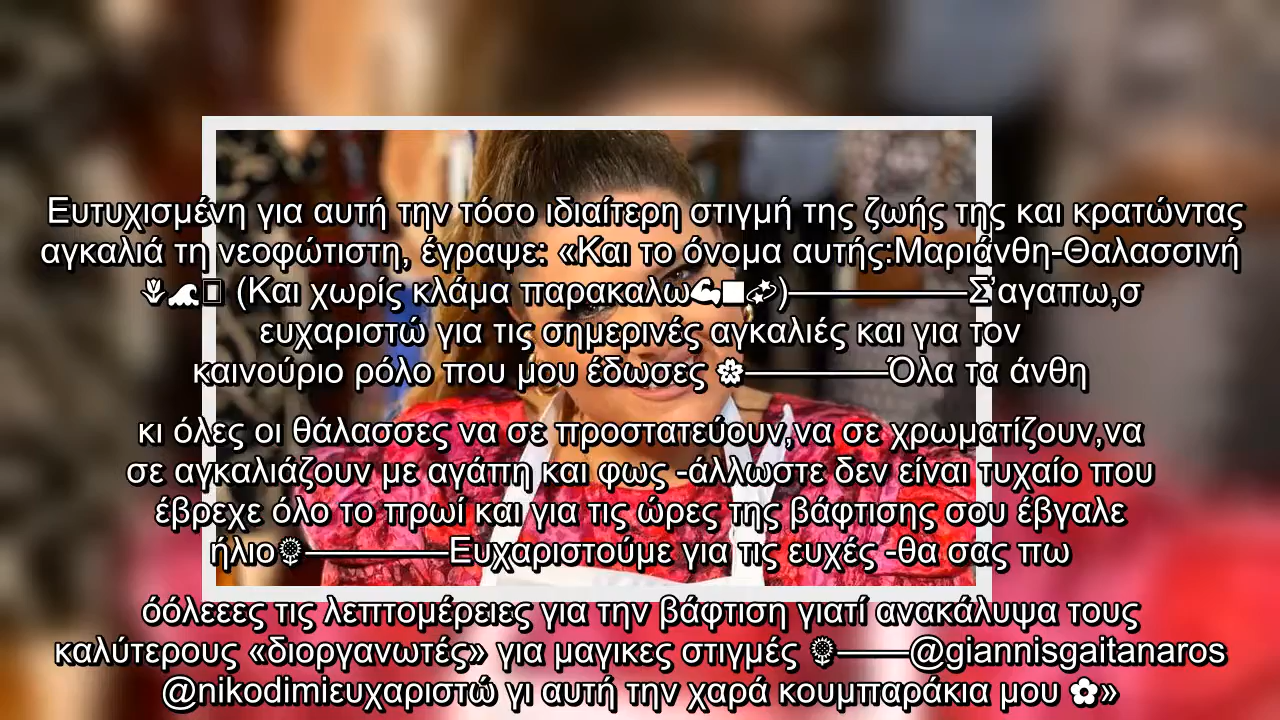 Ευτυχισμένη για αυτή την τόσο ιδιαίτερη στιγμή της ζωής της και κρατώντας
αγκαλιά τη νεοφώτιστη, έγραψε: «Και το όνομα αυτής:Μαριάνθη-Θαλασσινή
🌷🌊 (Και χωρίς κλάμα παρακαλω💪■💫)—————Σ’αγαπω,σ
ευχαριστώ για τις σημερινές αγκαλιές και για τον
καινούριο ρόλο που μου έδωσες 🌸————Όλα τα άνθη
κι όλες οι θάλασσες να σε προστατεύουν,να σε χρωματίζουν,να
σε αγκαλιάζουν με αγάπη και φως -άλλωστε δεν είναι τυχαίο που
έβρεχε όλο το πρωί και για τις ώρες της βάφτισης σου έβγαλε
ήλιο🌻————Ευχαριστούμε για τις ευχές -θα σας πω
όόλεεες τις λεπτομέρειες για την βάφτιση γιατί ανακάλυψα τους
καλύτερους «διοργανωτές» για μαγικες στιγμές 🌻——@giannisgaitanaros
@nikodimiευχαριστώ γι αυτή την χαρά κουμπαράκια μου 🌼»